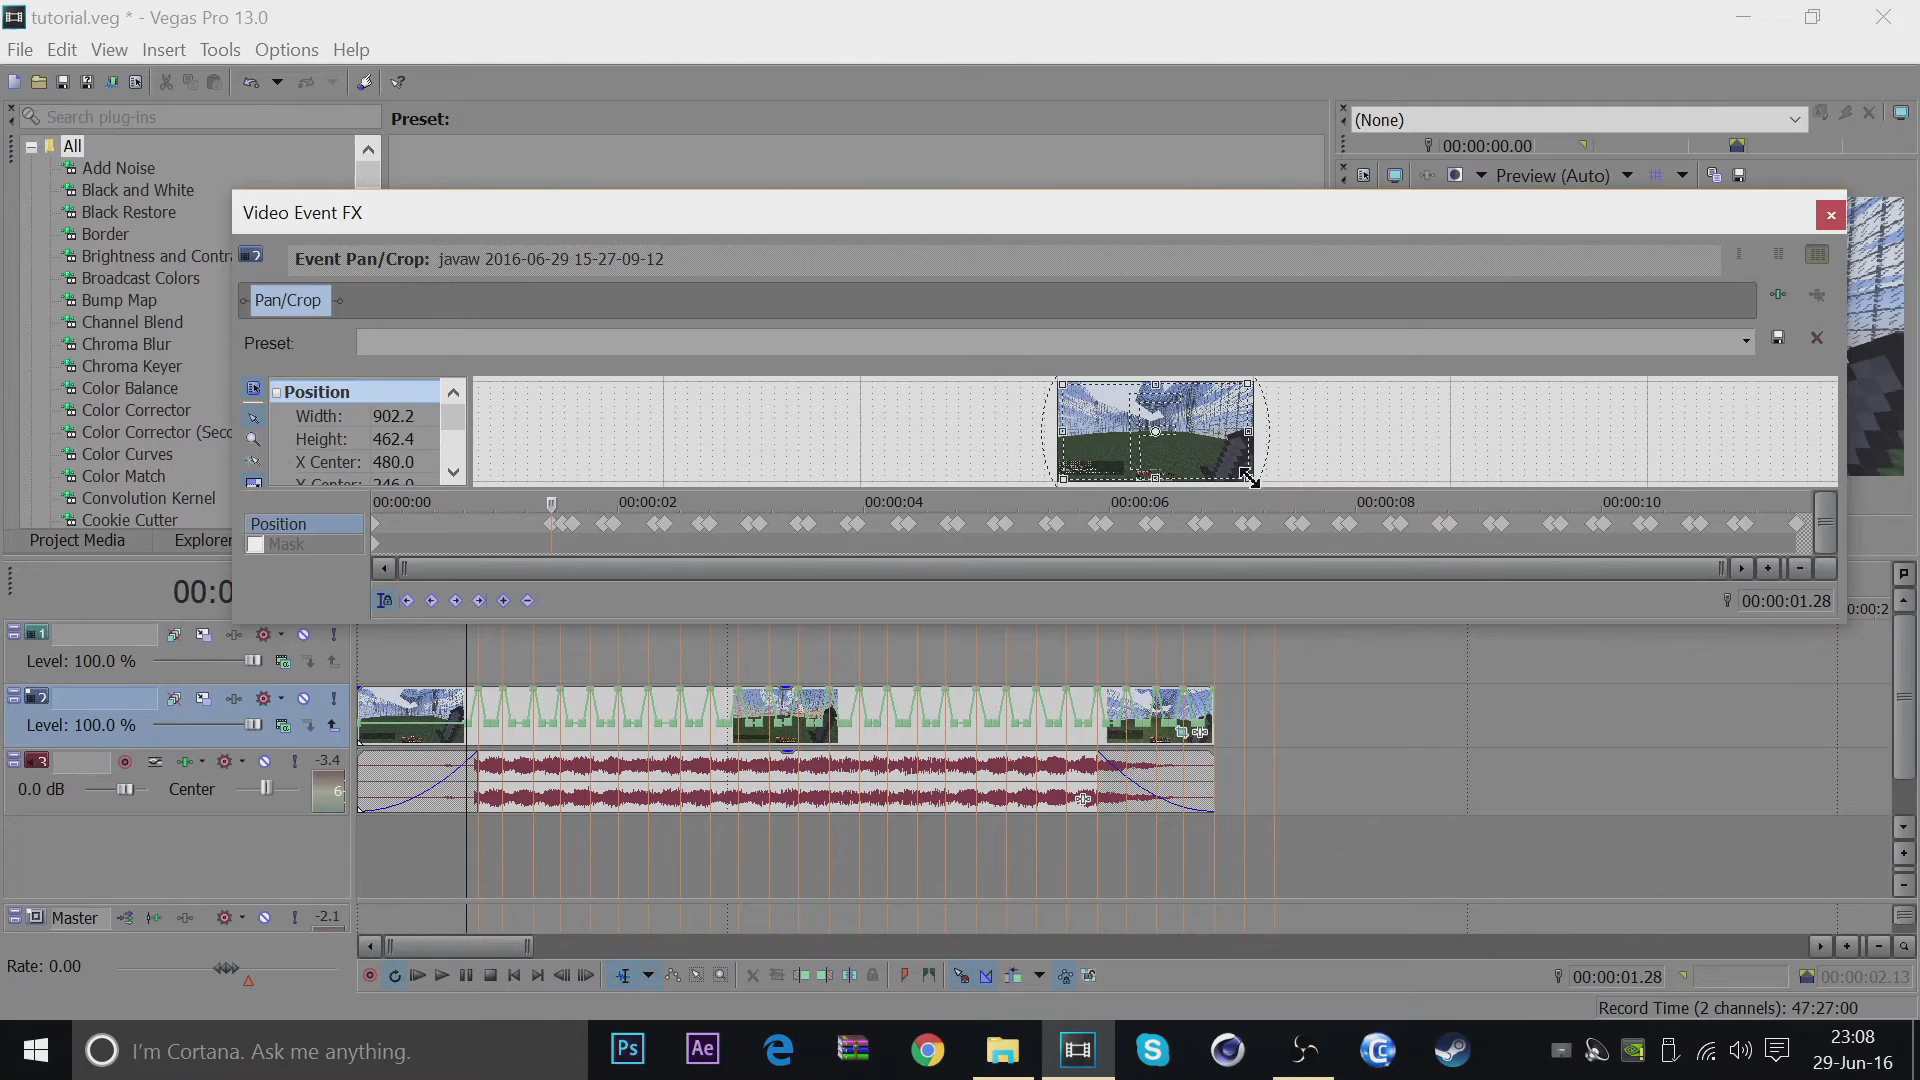 tutorial.veg * - Vegas Pro 13.0
File Edit View Insert Tools Options Help
Search plug-ins
Preset:
(None)
All
00:00:00.00
Add Noise
Preview (Auto)
Black and White
Black Restore
Video Event FX
Border
Brightness and Contr
Event Pan/Crop: javaw 2016-06-29 15-27-09-12
Broadcast Colors
Bump Map
Pan/Crop
Channel Blend
Chroma Blur
Preset:
Chroma Keyer
Color Balance
Position
Color Corrector
Width: 902.2
Color Corrector (Seco
Height: 462.4
Color Curves
X Center: 480.0
Color Match
Convolution Kernel
00:00:00 00:00:02 00:00:04 00:00:06 00:00:08 00:00:10
Cookie Cutter
Position
Project Media Explorer
Mask
00:00:01.28
1
Level: 100.0 %
2
Level: 100.0 %
3
-3.4
0.0 dB Center 6
Master -2.1
Rate: 0.00
00:00:01.28 00:00:02.13
Record Time (2 channels): 47:27:00
I'm Cortana. Ask me anything.
Ps Ae
23:08
29-Jun-16